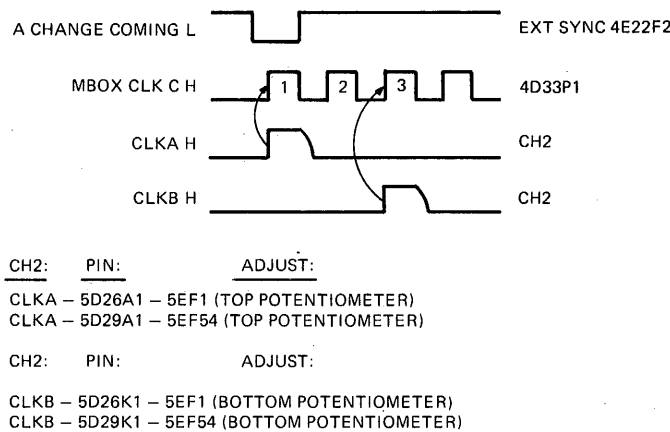 A CHANGE COMING L EXT SYNC 4E22F2
MBOX CLK C H 1 2 3 4D33P1
CLKA H CH2
CLKB H CH2
CH2: PIN: ADJUST:
CLKA – 5D26A1 – 5EF1 (TOP POTENTIOMETER)
CLKA – 5D29A1 – 5EF54 (TOP POTENTIOMETER)
CH2: PIN: ADJUST:
CLKB – 5D26K1 – 5EF1 (BOTTOM POTENTIOMETER)
CLKB – 5D29K1 – 5EF54 (BOTTOM POTENTIOMETER)